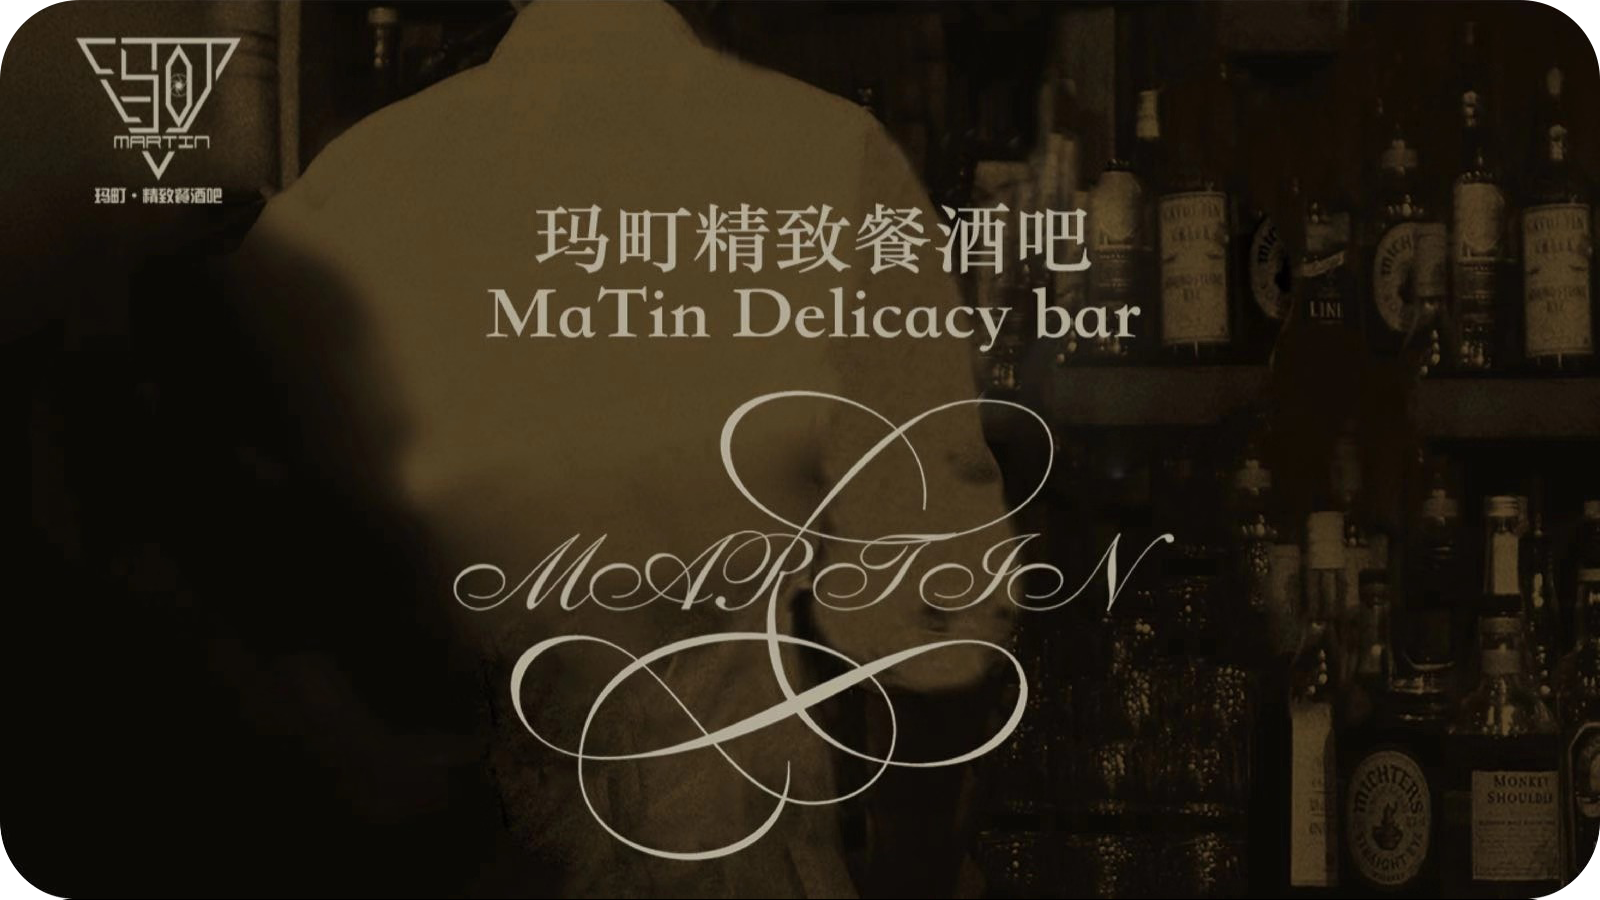 MARTIN
玛町·精致餐酒吧
玛町精致餐酒吧
MaTin Delicacy bar
MARTIN
LINE
MICHTER'S
STRAIGHT RYE
MONKEY
SHOULDER